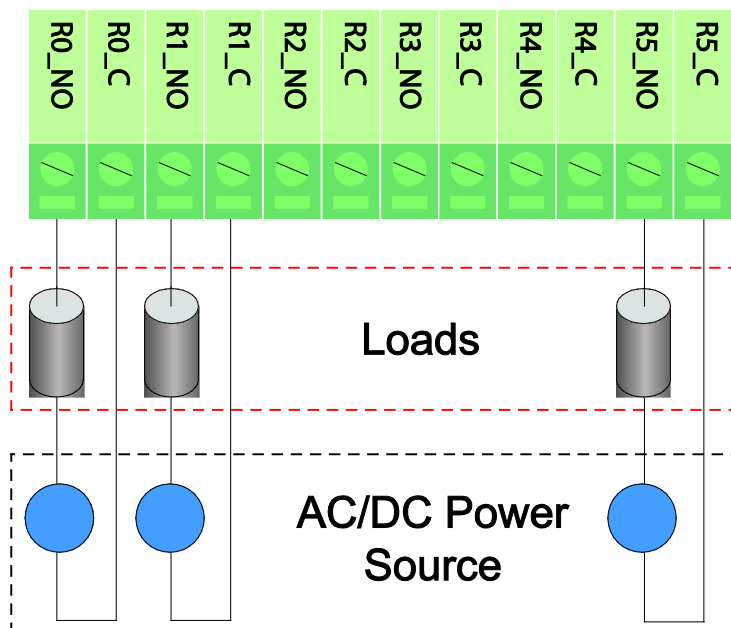 R0_NO
R0_C
R1_NO
R1_C
R2_NO
R2_C
R3_NO
R3_C
R4_NO
R4_C
R5_NO
R5_C
Loads
AC/DC Power
Source